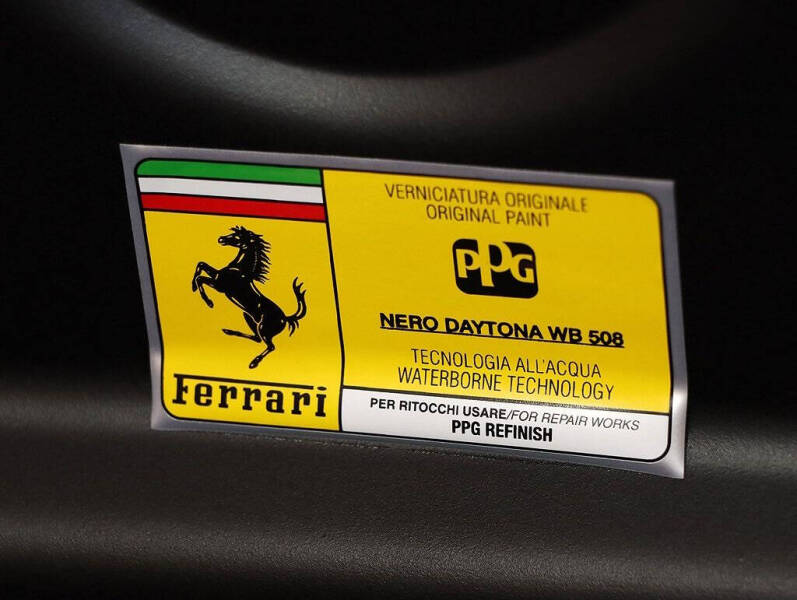 Ferrari
VERNICIATURA ORIGINALE
ORIGINAL PAINT
PPG
NERO DAYTONA WB 508
TECNOLOGIA ALL'ACQUA
WATERBORNE TECHNOLOGY
PER RITOCCHI USARE/FOR REPAIR WORKS
PPG REFINISH